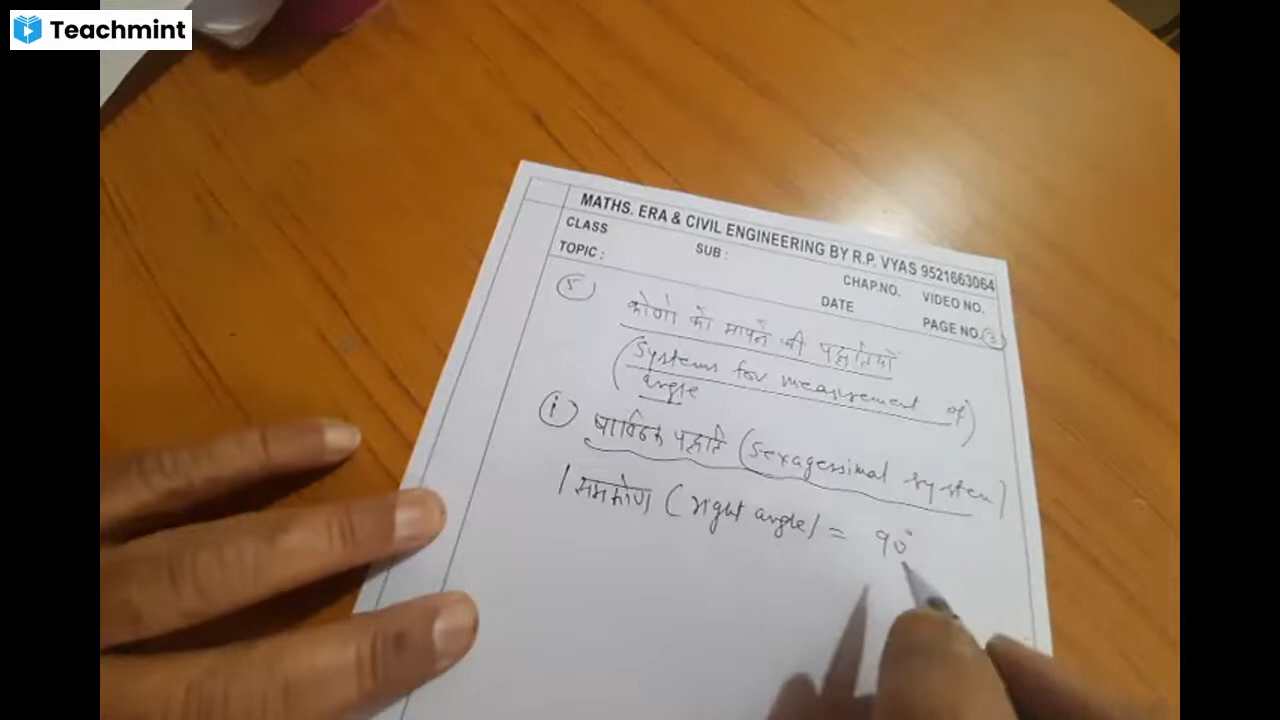 Teachmint
MATHS. ERA & CIVIL ENGINEERING BY R.P. VYAS 9521663064
CLASS
SUB :
TOPIC :
CHAP.NO.
VIDEO NO.
DATE
PAGE NO. 3
5 कोणो को मापने की पद्धतियाँ
(Systems for measurement of)
angle
i षाष्ठिक पद्धति (Sexagessimal system)
1 समकोण (right angle) = 90°